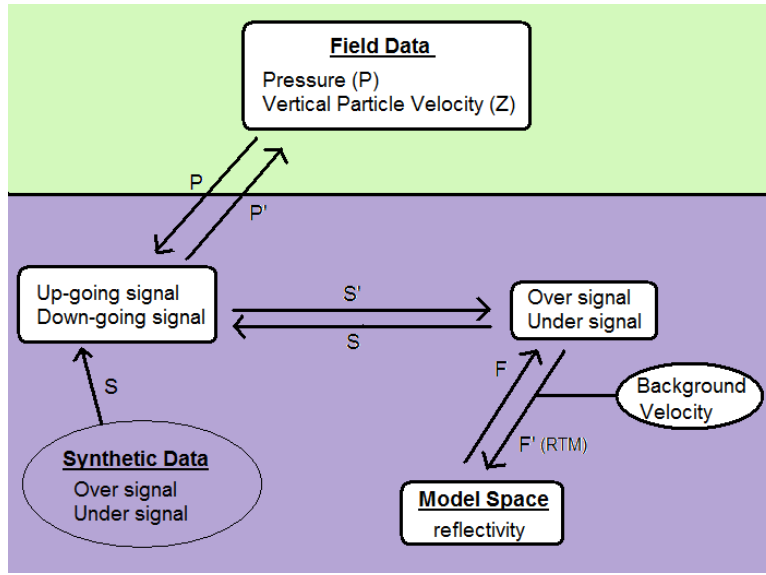 Field Data
Pressure (P)
Vertical Particle Velocity (Z)
P
P'
Up-going signal
Down-going signal
S'
S
Over signal
Under signal
S
F
F' (RTM)
Background
Velocity
Synthetic Data
Over signal
Under signal
Model Space
reflectivity